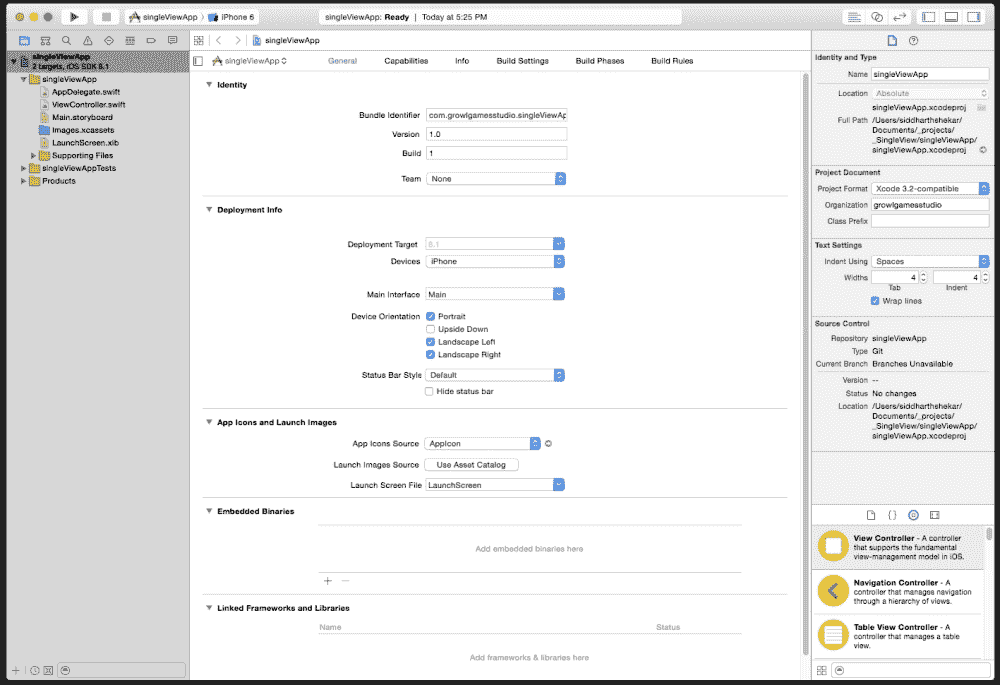 singleViewApp iPhone 6
singleViewApp: Ready | Today at 5:25 PM
singleViewApp
2 targets, iOS SDK 8.1
singleViewApp
AppDelegate.swift
ViewController.swift
Main.storyboard
Images.xcassets
LaunchScreen.xib
Supporting Files
singleViewAppTests
Products
singleViewApp
singleViewApp General Capabilities Info Build Settings Build Phases Build Rules
Identity
Bundle Identifier com.growlgamesstudio.singleViewAp
Version 1.0
Build 1
Team None
Deployment Info
Deployment Target 8.1
Devices iPhone
Main Interface Main
Device Orientation Portrait
Upside Down
Landscape Left
Landscape Right
Status Bar Style Default
Hide status bar
App Icons and Launch Images
App Icons Source AppIcon
Launch Images Source Use Asset Catalog
Launch Screen File LaunchScreen
Embedded Binaries
Add embedded binaries here
Linked Frameworks and Libraries
Name Status
Add frameworks & libraries here
Identity and Type
Name singleViewApp
Location Absolute
singleViewApp.xcodeproj
Full Path /Users/siddharthshekar/
Documents/_projects/
_SingleView/singleViewApp/
singleViewApp.xcodeproj
Project Document
Project Format Xcode 3.2-compatible
Organization growlgamesstudio
Class Prefix
Text Settings
Indent Using Spaces
Widths 4 4
Tab Indent
Wrap lines
Source Control
Repository singleViewApp
Type Git
Current Branch Branches Unavailable
Version --
Status No changes
Location /Users/siddharthshekar/
Documents/_projects/
_SingleView/singleViewApp/
singleViewApp.xcodeproj
View Controller - A controller
that supports the fundamental
view-management model in iOS.
Navigation Controller - A
controller that manages navigation
through a hierarchy of views.
Table View Controller - A
controller that manages a table
view.